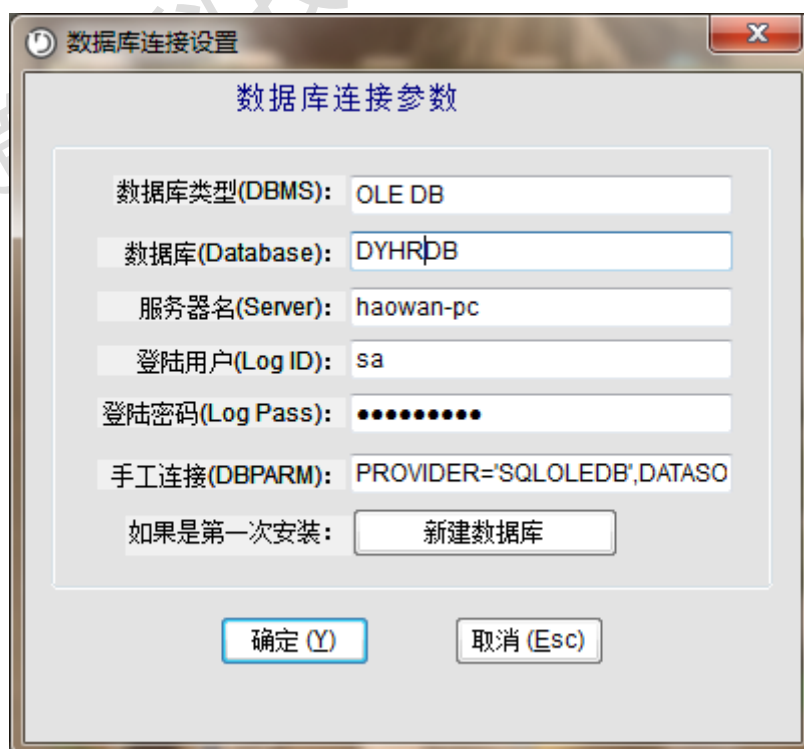 数据库连接设置
数据库连接参数
数据库类型(DBMS): OLE DB
数据库(Database): DYHRDB
服务器名(Server): haowan-pc
登陆用户(Log ID): sa
登陆密码(Log Pass): ●●●●●●●●●
手工连接(DBPARM): PROVIDER='SQLOLEDB',DATASO
如果是第一次安装: 新建数据库
确定 (Y) 取消 (Esc)